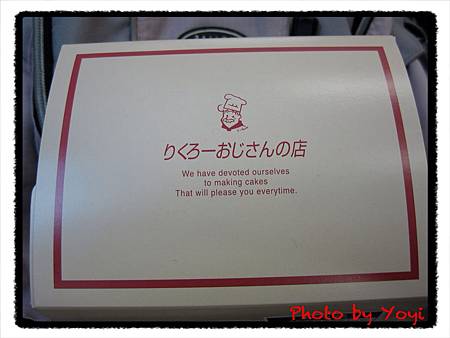 りくろーおじさんの店
We have devoted ourselves
to making cakes
That will please you everytime.
Photo by Yoyi